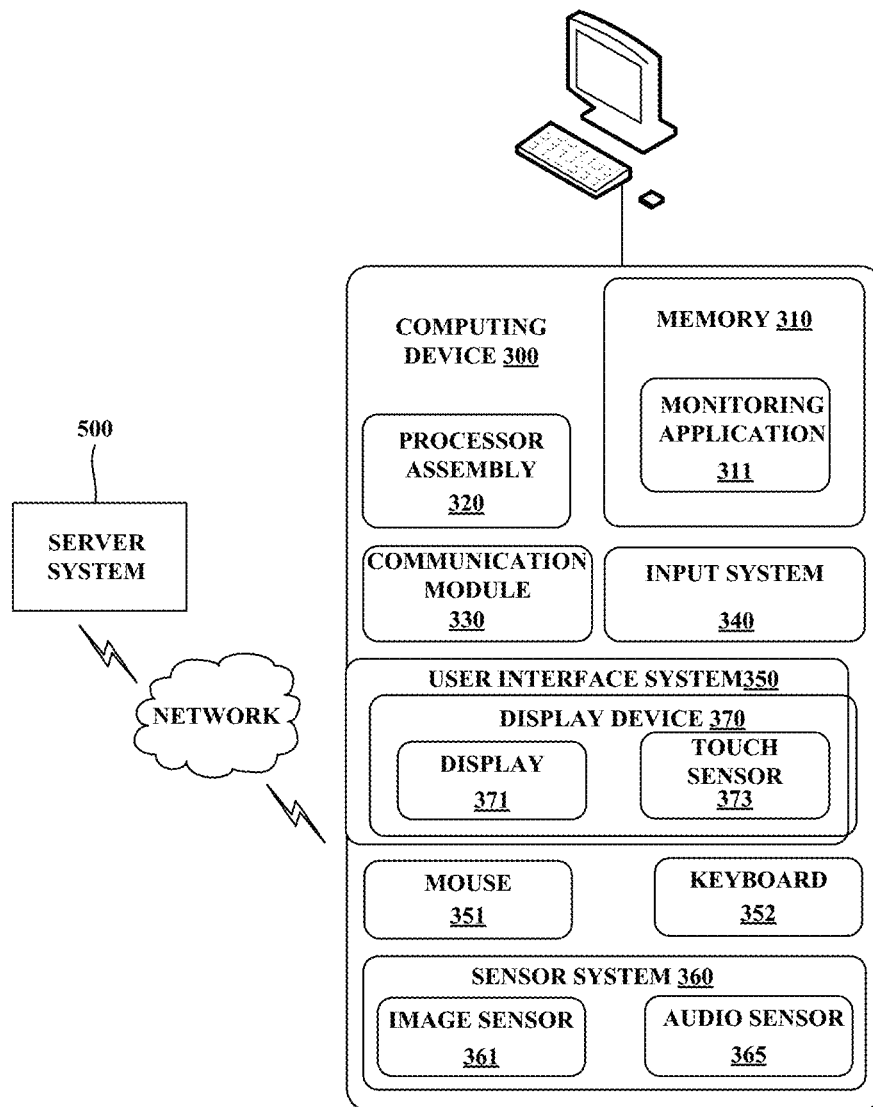 COMPUTING
DEVICE 300
MEMORY 310
MONITORING
APPLICATION
311
PROCESSOR
ASSEMBLY
320
500
SERVER
SYSTEM
COMMUNICATION
MODULE
330
INPUT SYSTEM
340
NETWORK
USER INTERFACE SYSTEM350
DISPLAY DEVICE 370
DISPLAY
371
TOUCH
SENSOR
373
MOUSE
351
KEYBOARD
352
SENSOR SYSTEM 360
IMAGE SENSOR
361
AUDIO SENSOR
365